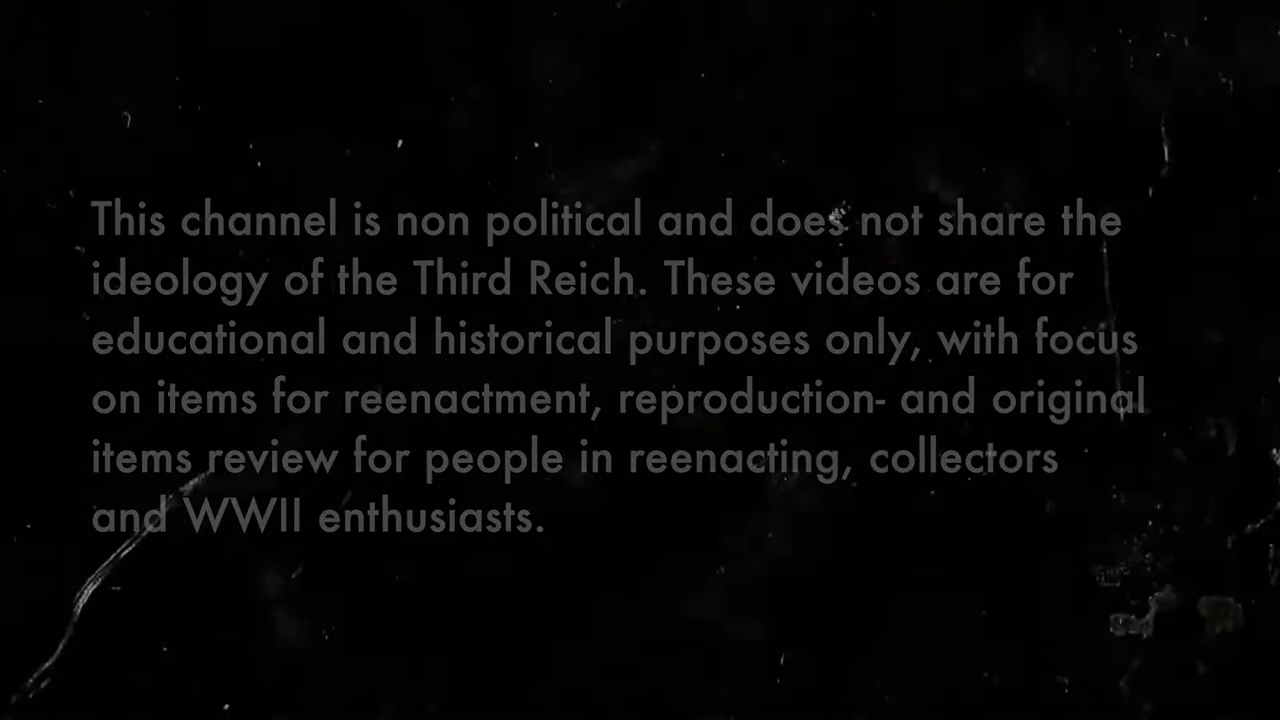 This channel is non political and does not share the
ideology of the Third Reich. These videos are for
educational and historical purposes only, with focus
on items for reenactment, reproduction- and original
items review for people in reenacting, collectors
and WWII enthusiasts.